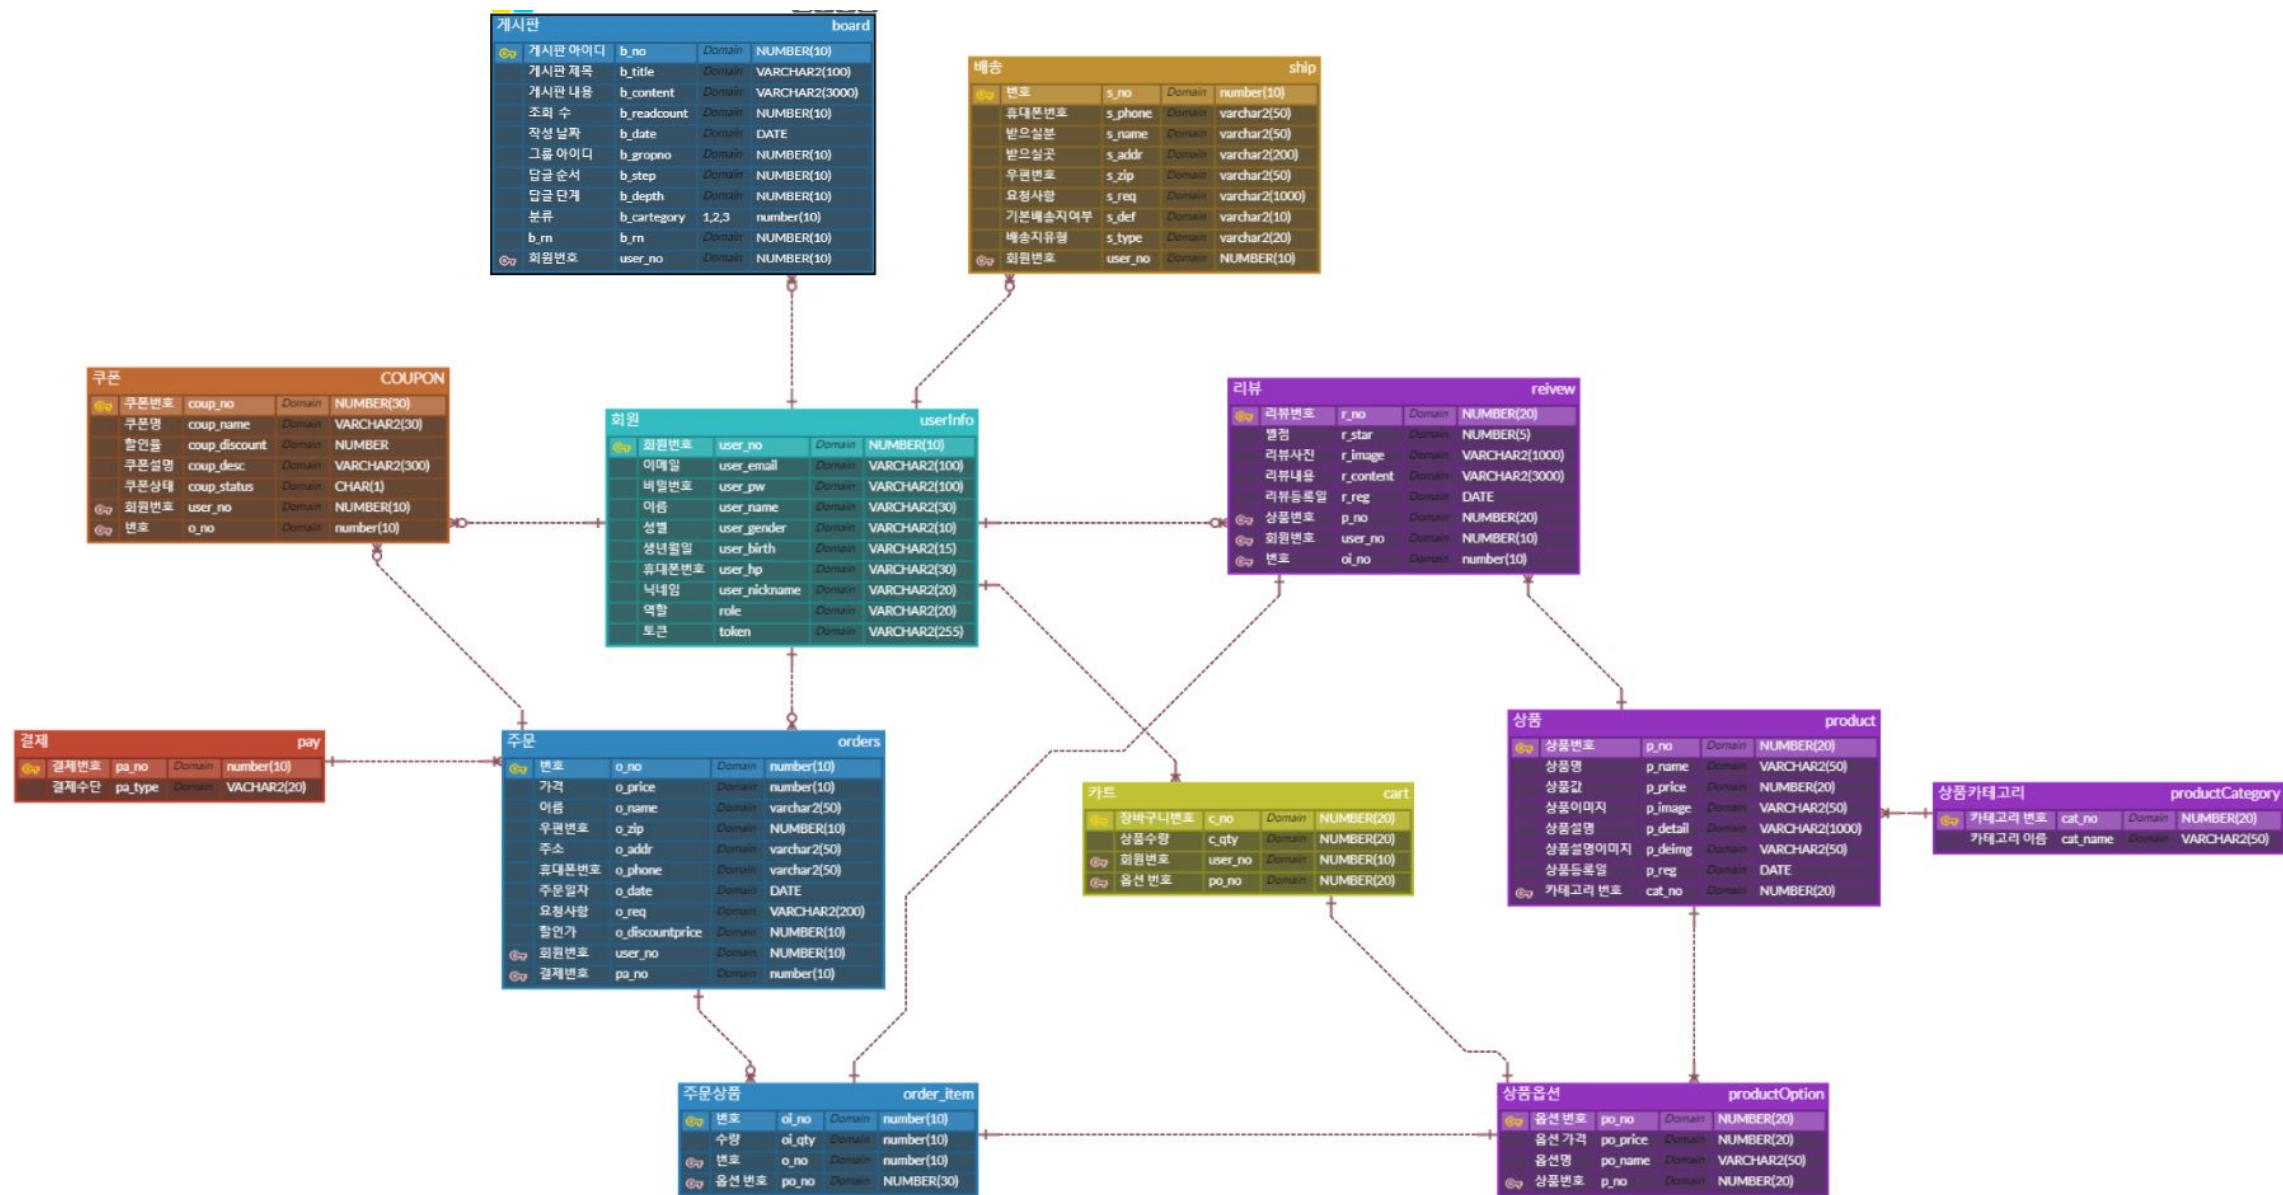 게시판 board
게시판 아이디 b_no Domain NUMBER(10)
게시판 제목 b_title Domain VARCHAR2(100)
게시판 내용 b_content Domain VARCHAR2(3000)
조회 수 b_readcount Domain NUMBER(10)
작성 날짜 b_date Domain DATE
그룹 아이디 b_gropno Domain NUMBER(10)
답글 순서 b_step Domain NUMBER(10)
답글 단계 b_depth Domain NUMBER(10)
분류 b_cartegory 1,2,3 number(10)
b_rn b_rn Domain NUMBER(10)
회원번호 user_no Domain NUMBER(10)
배송 ship
번호 s_no Domain number(10)
휴대폰번호 s_phone Domain varchar2(50)
받으실분 s_name Domain varchar2(50)
받으실곳 s_addr Domain varchar2(200)
우편번호 s_zip Domain varchar2(50)
요청사항 s_req Domain varchar2(1000)
기본배송지여부 s_def Domain varchar2(10)
배송지유형 s_type Domain varchar2(20)
회원번호 user_no Domain NUMBER(10)
쿠폰 COUPON
쿠폰번호 coup_no Domain NUMBER(30)
쿠폰명 coup_name Domain VARCHAR2(30)
할인율 coup_discount Domain NUMBER
쿠폰설명 coup_desc Domain VARCHAR2(300)
쿠폰상태 coup_status Domain CHAR(1)
회원번호 user_no Domain NUMBER(10)
번호 o_no Domain number(10)
회원 userInfo
회원번호 user_no Domain NUMBER(10)
이메일 user_email Domain VARCHAR2(100)
비밀번호 user_pw Domain VARCHAR2(100)
이름 user_name Domain VARCHAR2(30)
성별 user_gender Domain VARCHAR2(10)
생년월일 user_birth Domain VARCHAR2(15)
휴대폰번호 user_hp Domain VARCHAR2(30)
닉네임 user_nickname Domain VARCHAR2(20)
역할 role Domain VARCHAR2(20)
토큰 token Domain VARCHAR2(255)
리뷰 reivew
리뷰번호 r_no Domain NUMBER(20)
별점 r_star Domain NUMBER(5)
리뷰사진 r_image Domain VARCHAR2(1000)
리뷰내용 r_content Domain VARCHAR2(3000)
리뷰등록일 r_reg Domain DATE
상품번호 p_no Domain NUMBER(20)
회원번호 user_no Domain NUMBER(10)
번호 oi_no Domain number(10)
결제 pay
결제번호 pa_no Domain number(10)
결제수단 pa_type Domain VACHAR2(20)
주문 orders
번호 o_no Domain number(10)
가격 o_price Domain number(10)
이름 o_name Domain varchar2(50)
우편번호 o_zip Domain NUMBER(10)
주소 o_addr Domain varchar2(50)
휴대폰번호 o_phone Domain varchar2(50)
주문일자 o_date Domain DATE
요청사항 o_req Domain VARCHAR2(200)
할인가 o_discountprice Domain NUMBER(10)
회원번호 user_no Domain NUMBER(10)
결제번호 pa_no Domain number(10)
카트 cart
장바구니번호 c_no Domain NUMBER(20)
상품수량 c_qty Domain NUMBER(20)
회원번호 user_no Domain NUMBER(10)
옵션 번호 po_no Domain NUMBER(20)
상품 product
상품번호 p_no Domain NUMBER(20)
상품명 p_name Domain VARCHAR2(50)
상품값 p_price Domain NUMBER(20)
상품이미지 p_image Domain VARCHAR2(50)
상품설명 p_detail Domain VARCHAR2(1000)
상품설명이미지 p_deimg Domain VARCHAR2(50)
상품등록일 p_reg Domain DATE
카테고리 번호 cat_no Domain NUMBER(20)
상품카테고리 productCategory
카테고리 번호 cat_no Domain NUMBER(20)
카테고리 이름 cat_name Domain VARCHAR2(50)
주문상품 order_item
번호 oi_no Domain number(10)
수량 oi_qty Domain number(10)
번호 o_no Domain number(10)
옵션 번호 po_no Domain NUMBER(30)
상품옵션 productOption
옵션 번호 po_no Domain NUMBER(20)
옵션 가격 po_price Domain NUMBER(20)
옵션명 po_name Domain VARCHAR2(50)
상품번호 p_no Domain NUMBER(20)